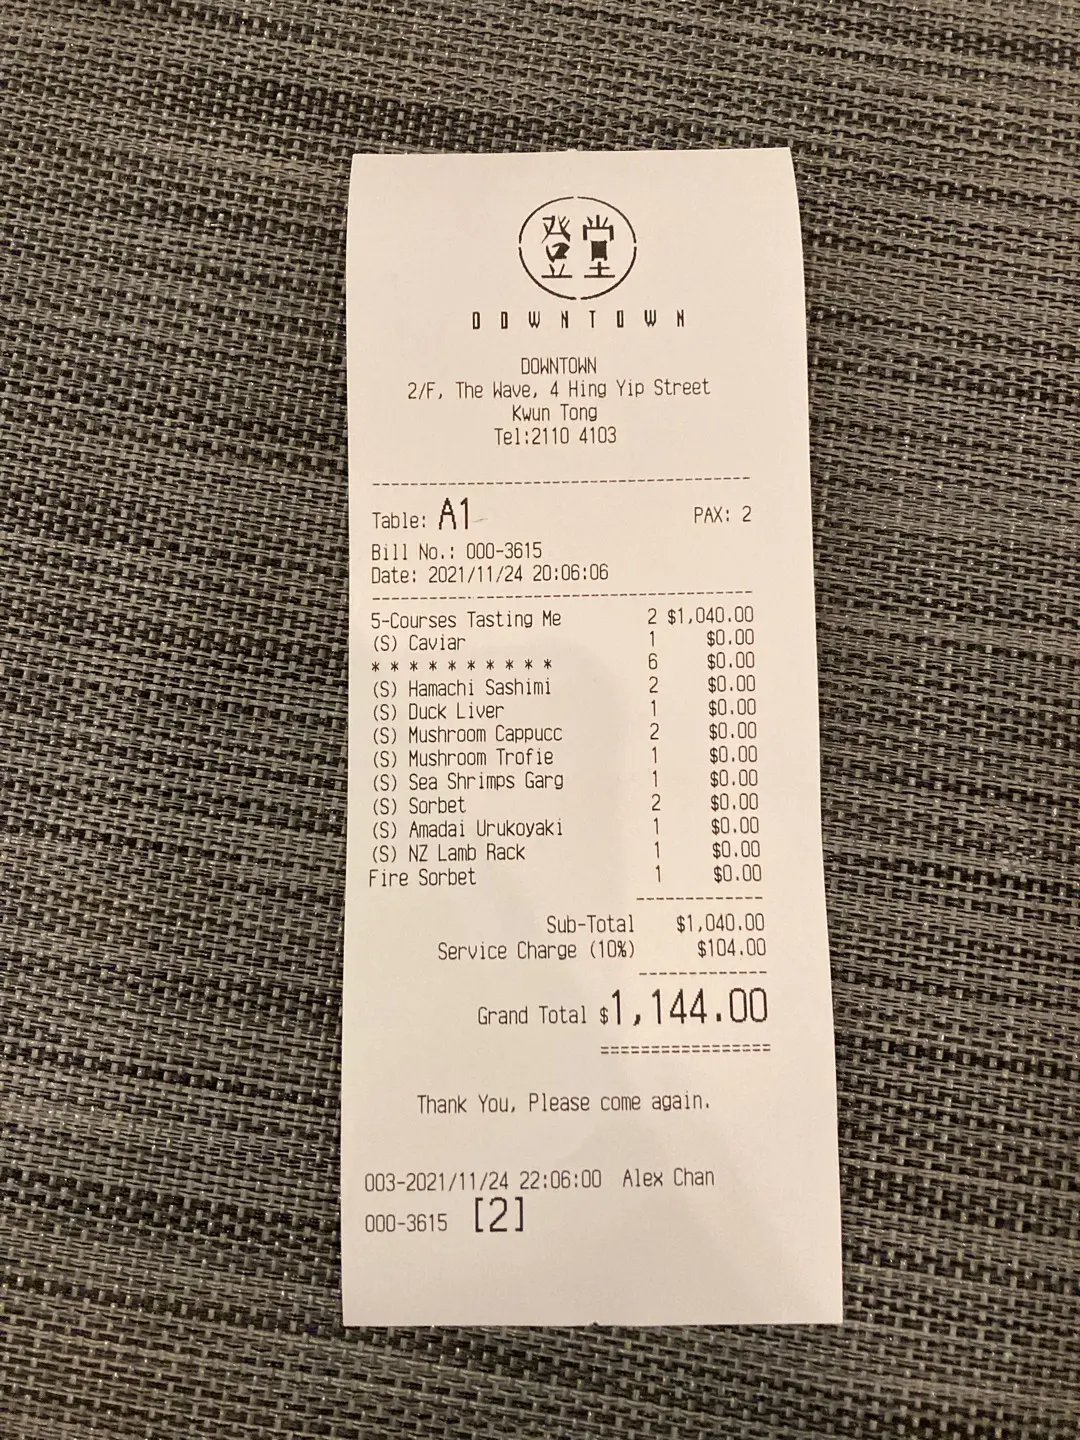 登堂
DOWNTOWN
DOWNTOWN
2/F, The Wave, 4 Hing Yip Street
Kwun Tong
Tel:2110 4103
Table: A1 PAX: 2
Bill No.: 000-3615
Date: 2021/11/24 20:06:06
5-Courses Tasting Me 2 $1,040.00
(S) Caviar 1 $0.00
* * * * * * * * * * 6 $0.00
(S) Hamachi Sashimi 2 $0.00
(S) Duck Liver 1 $0.00
(S) Mushroom Cappucc 2 $0.00
(S) Mushroom Trofie 1 $0.00
(S) Sea Shrimps Garg 1 $0.00
(S) Sorbet 2 $0.00
(S) Amadai Urukoyaki 1 $0.00
(S) NZ Lamb Rack 1 $0.00
Fire Sorbet 1 $0.00
Sub-Total $1,040.00
Service Charge (10%) $104.00
Grand Total $1,144.00
Thank You, Please come again.
003-2021/11/24 22:06:00 Alex Chan
000-3615 [2]